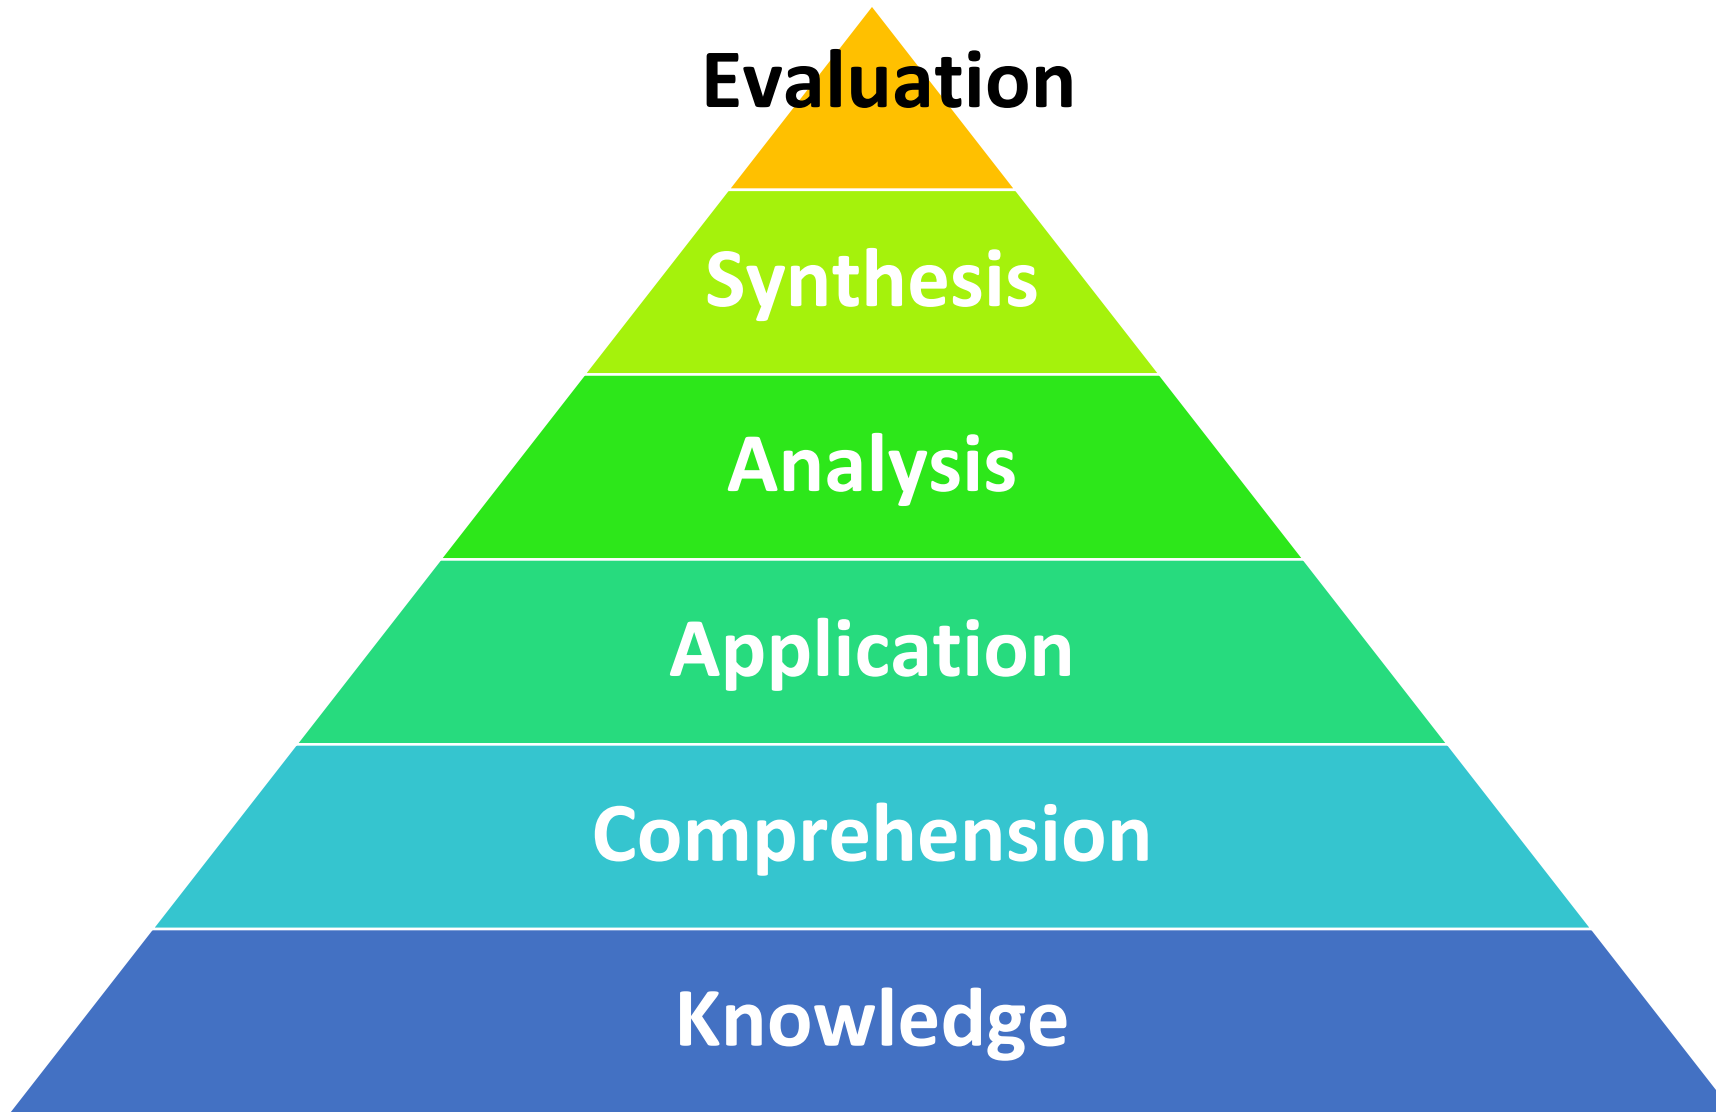 Evaluation
Synthesis
Analysis
Application
Comprehension
Knowledge